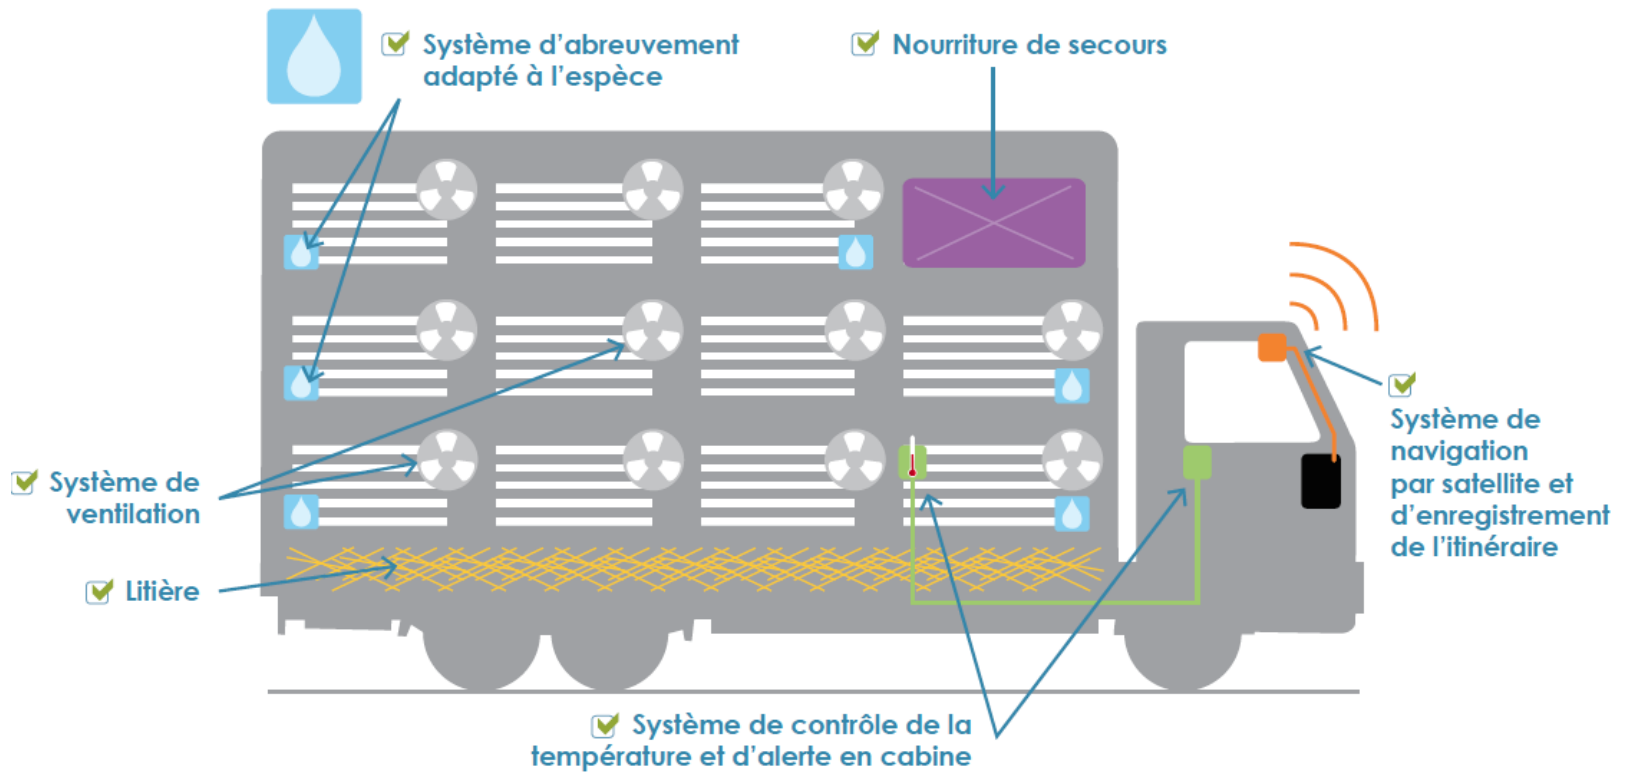 Système d’abreuvement
adapté à l’espèce
Nourriture de secours
Système de
navigation
par satellite et
d’enregistrement
de l’itinéraire
Système de
ventilation
Litière
Système de contrôle de la
température et d’alerte en cabine